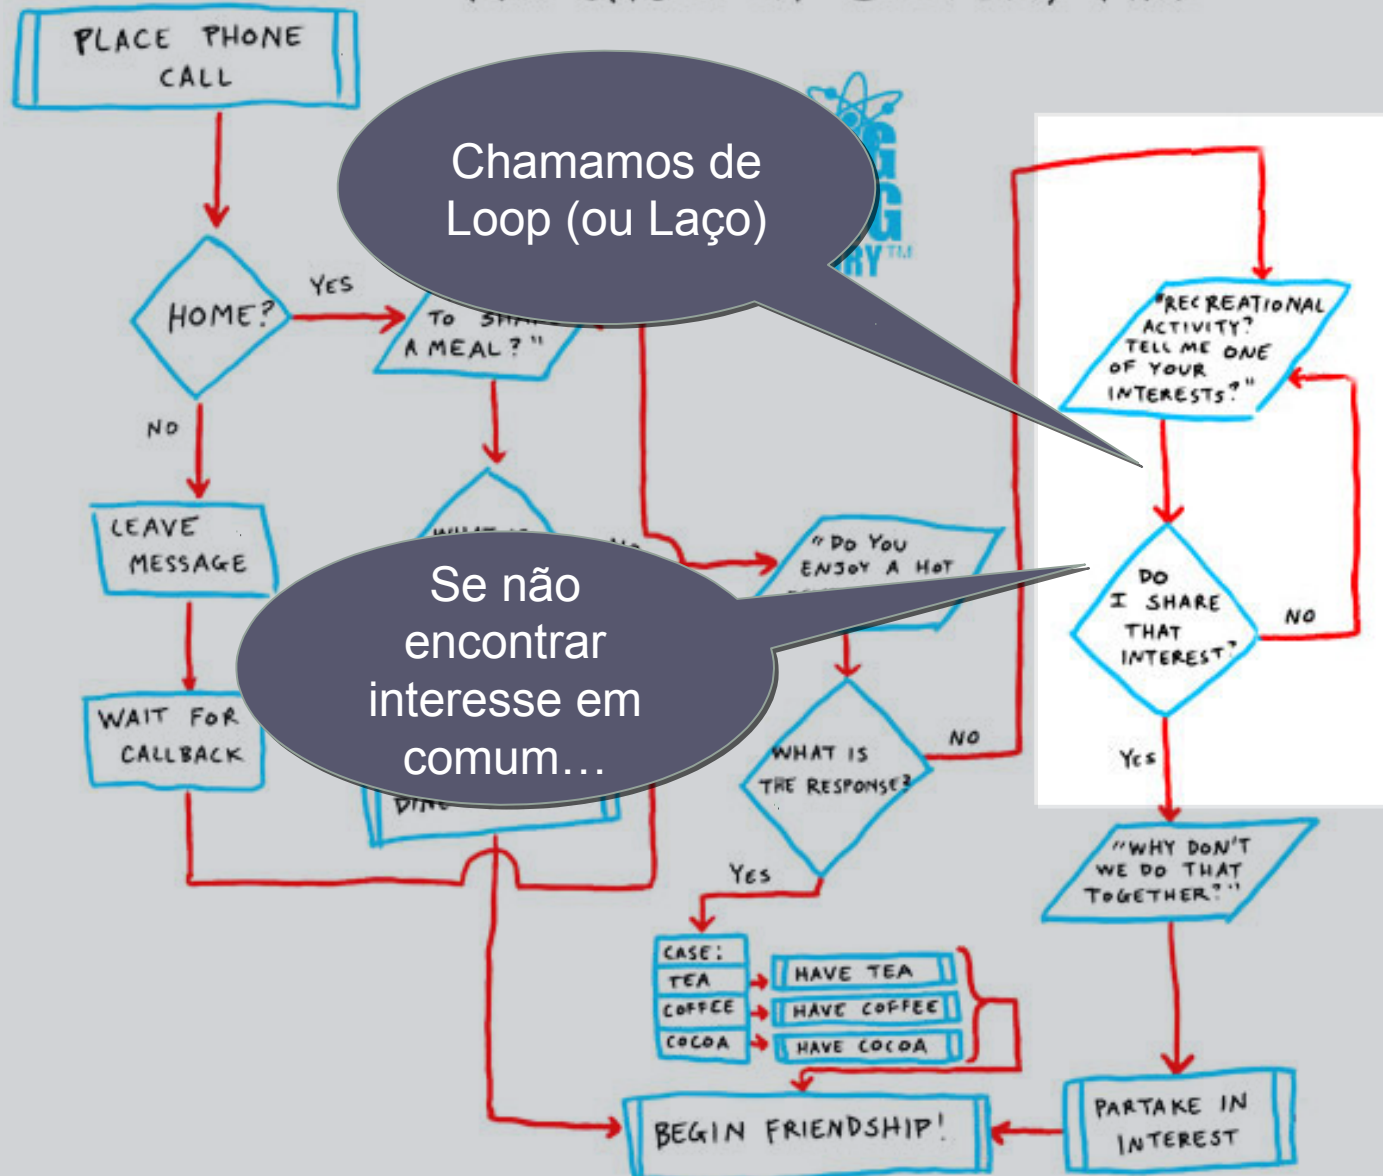 PLACE PHONE
CALL
Chamamos de
Loop (ou Laço)
TM
HOME?
YES
TO
A MEAL?"
"RECREATIONAL
ACTIVITY?
TELL ME ONE
OF YOUR
INTERESTS?"
NO
LEAVE
MESSAGE
"DO YOU
ENJOY A HOT
Se não
encontrar
interesse em
comum...
DO
I SHARE
THAT
INTEREST?
NO
WAIT FOR
CALLBACK
WHAT IS
THE RESPONSE?
NO
YES
YES
"WHY DON'T
WE DO THAT
TOGETHER?"
CASE:
TEA
COFFEE
COCOA
HAVE TEA
HAVE COFFEE
HAVE COCOA
BEGIN FRIENDSHIP!
PARTAKE IN
INTEREST